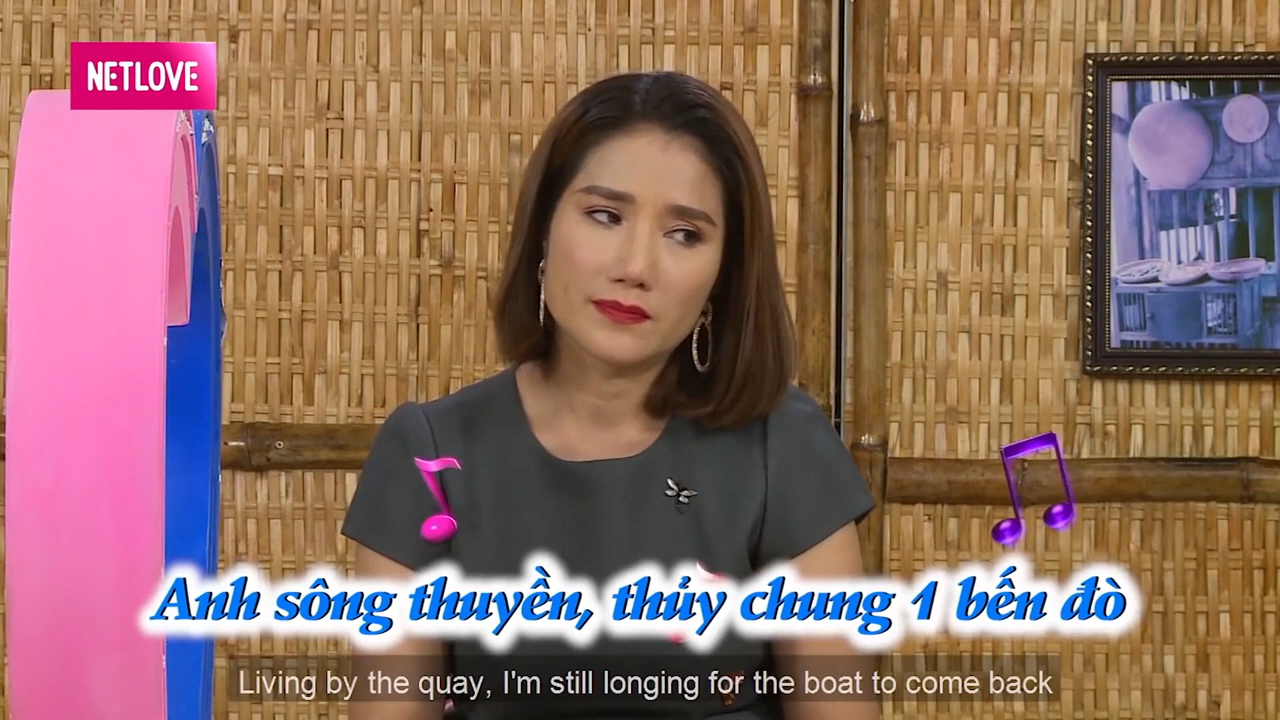 NETLOVE
Anh sông thuyền, thủy chung 1 bến đò
Living by the quay, I'm still longing for the boat to come back